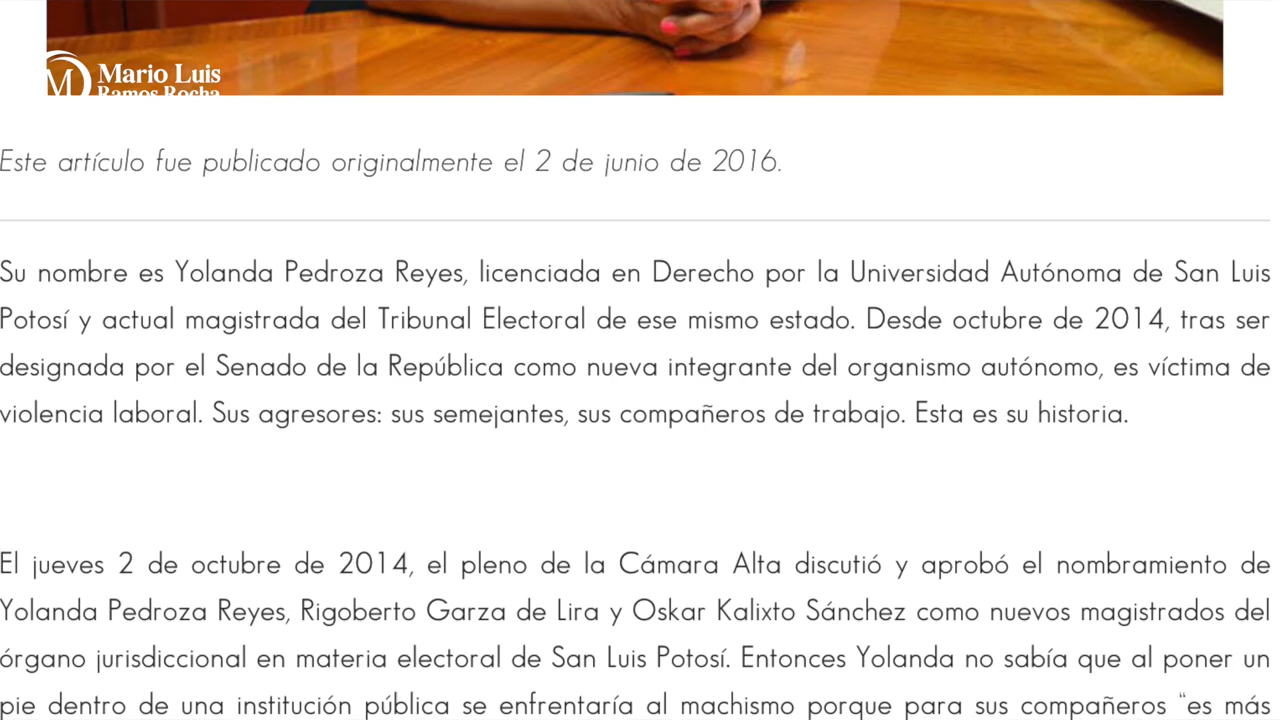 M
Mario Luis
Ramos Rocha
Este artículo fue publicado originalmente el 2 de junio de 2016.
Su nombre es Yolanda Pedroza Reyes, licenciada en Derecho por la Universidad Autónoma de San Luis
Potosí y actual magistrada del Tribunal Electoral de ese mismo estado. Desde octubre de 2014, tras ser
designada por el Senado de la República como nueva integrante del organismo autónomo, es víctima de
violencia laboral. Sus agresores: sus semejantes, sus compañeros de trabajo. Esta es su historia.
El jueves 2 de octubre de 2014, el pleno de la Cámara Alta discutió y aprobó el nombramiento de
Yolanda Pedroza Reyes, Rigoberto Garza de Lira y Oskar Kalixto Sánchez como nuevos magistrados del
órgano jurisdiccional en materia electoral de San Luis Potosí. Entonces Yolanda no sabía que al poner un
pie dentro de una institución pública se enfrentaría al machismo porque para sus compañeros “es más